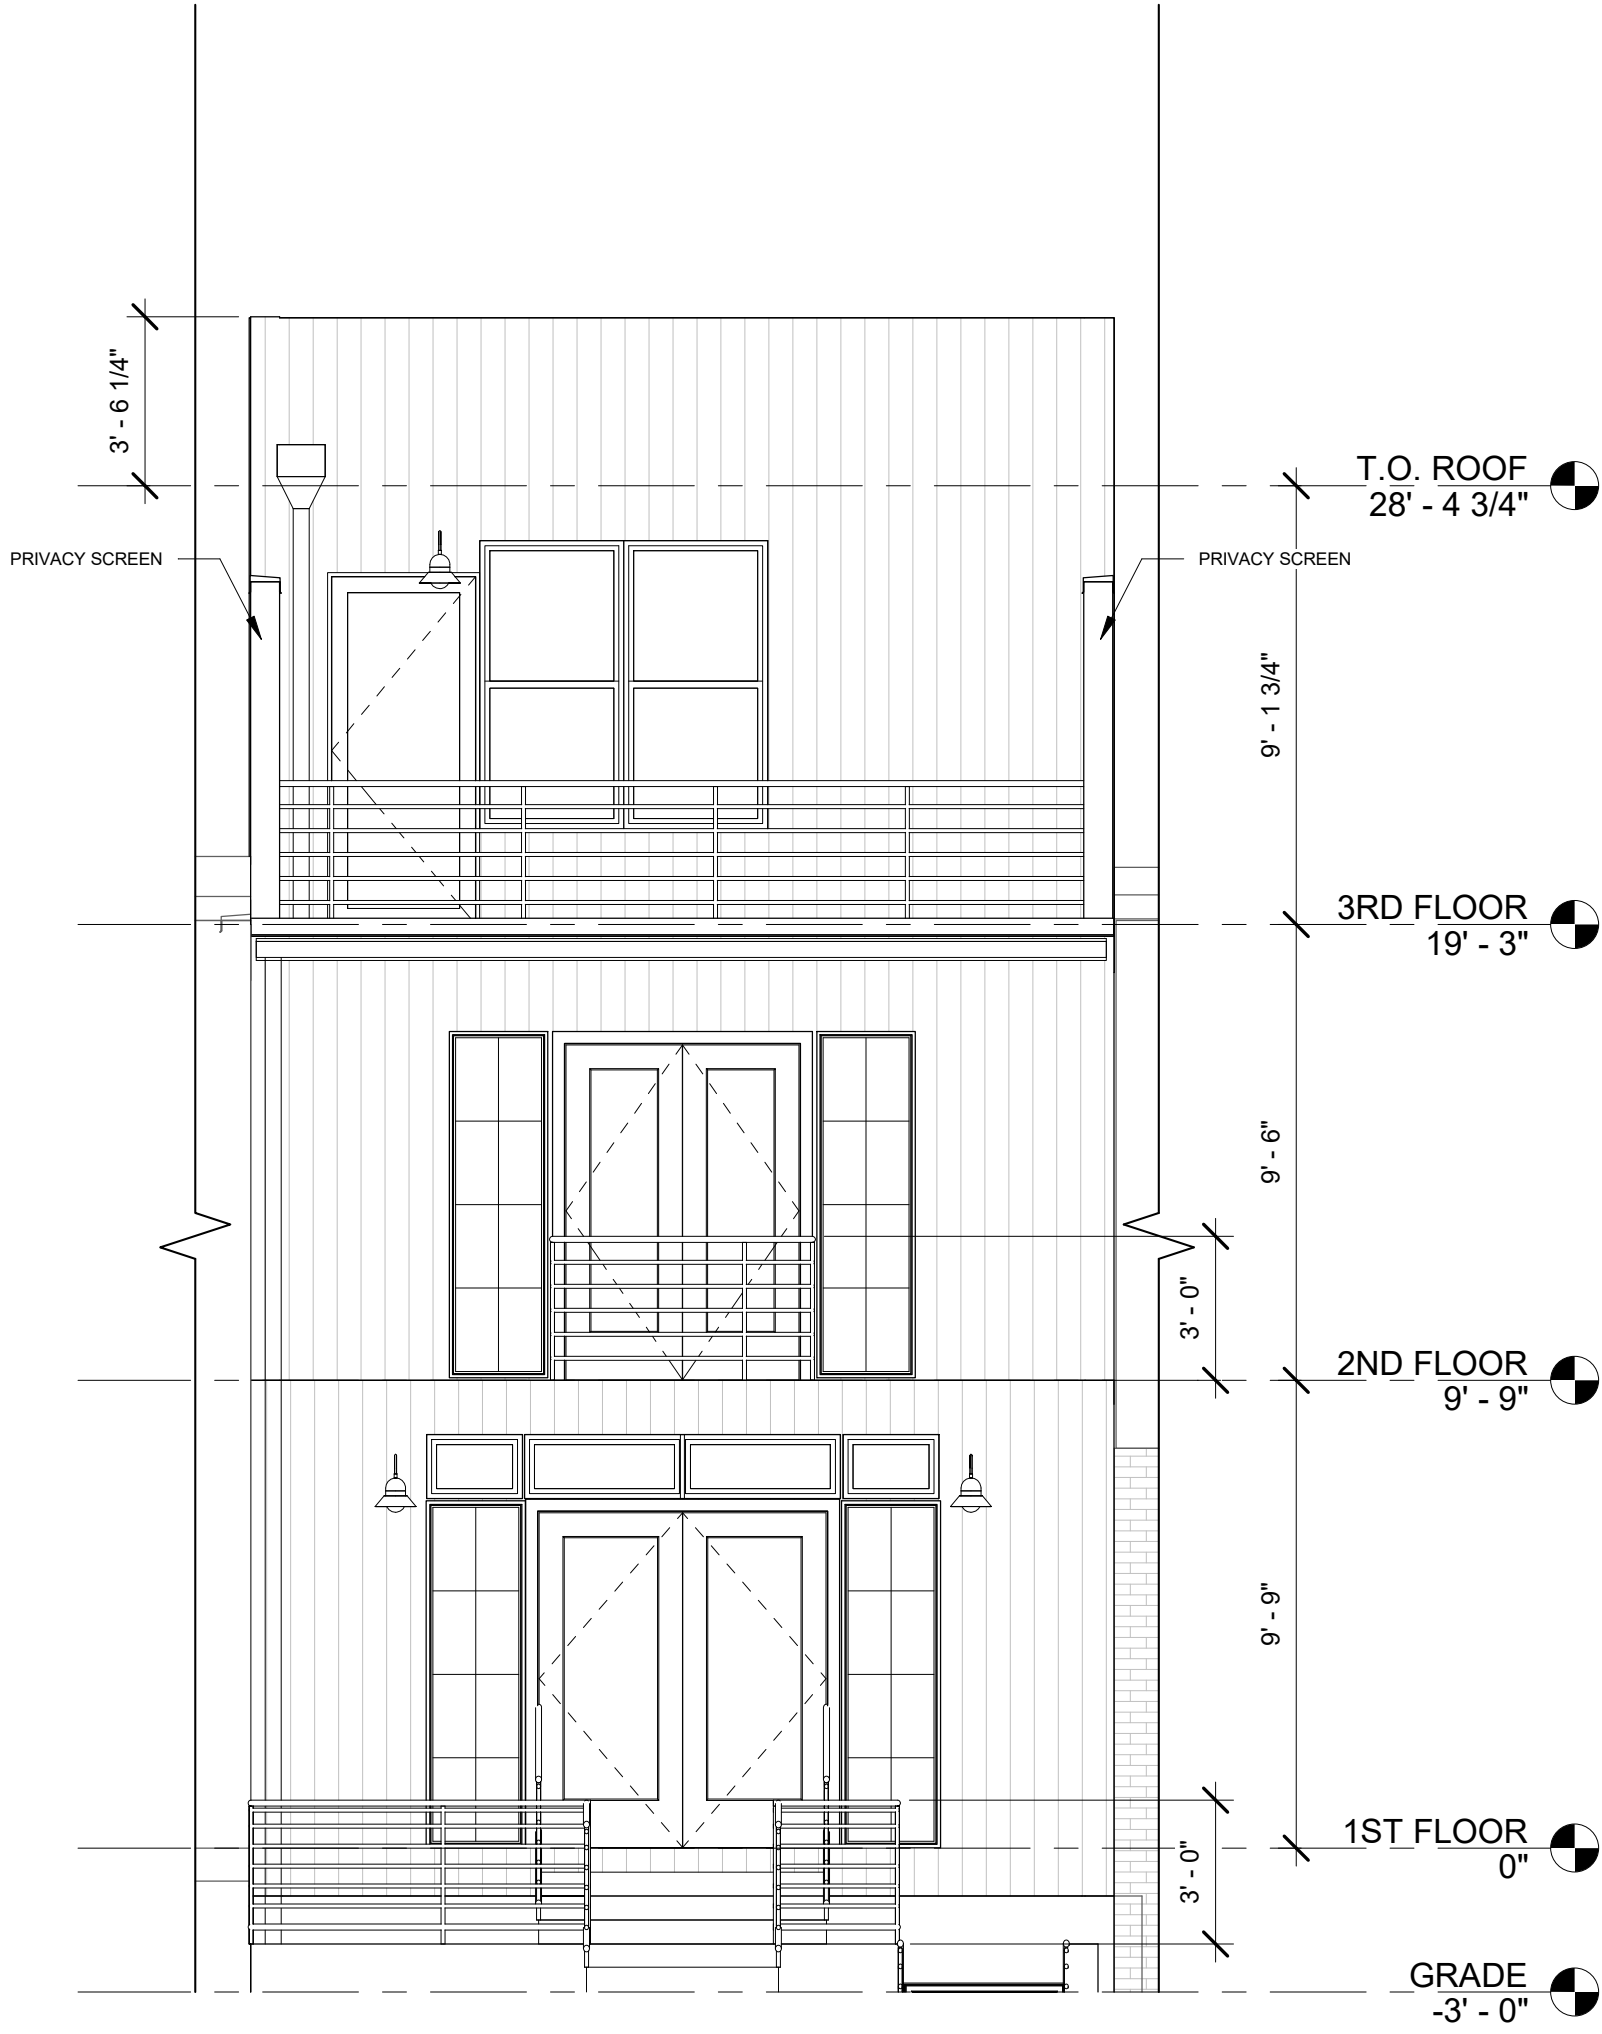 3' - 6 1/4"
T.O. ROOF
28' - 4 3/4"
PRIVACY SCREEN
PRIVACY SCREEN
9' - 1 3/4"
3RD FLOOR
19' - 3"
9' - 6"
3' - 0"
2ND FLOOR
9' - 9"
9' - 9"
1ST FLOOR
0"
3' - 0"
GRADE
-3' - 0"